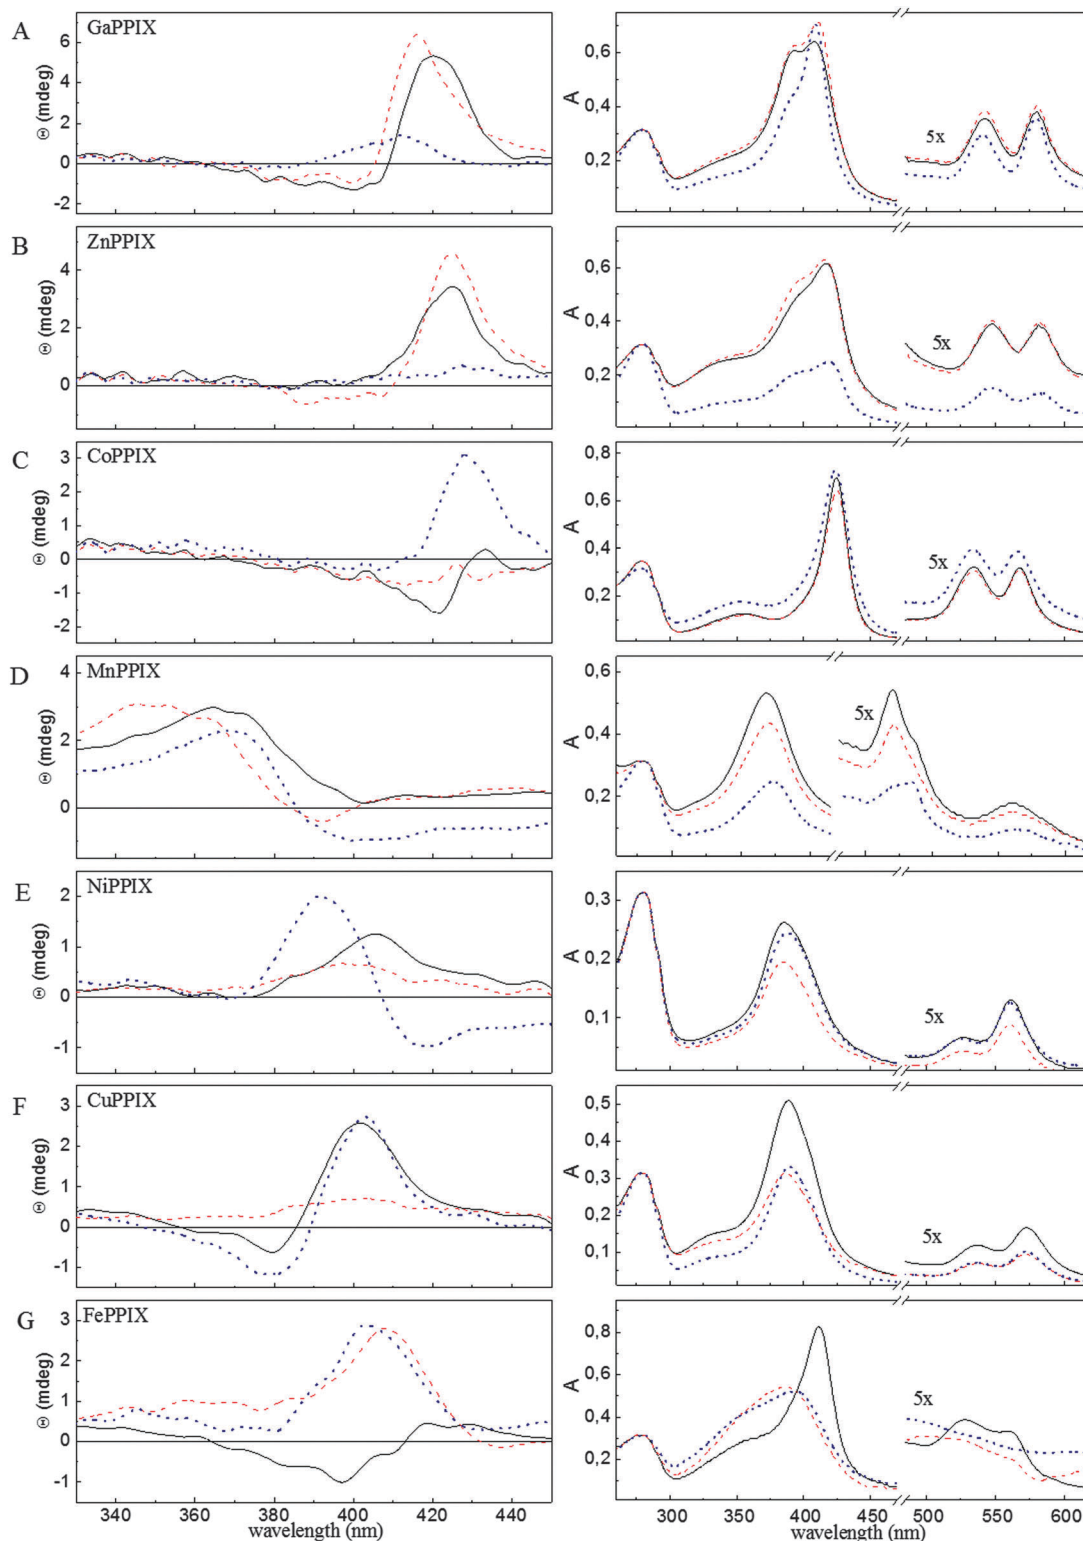 A
GaPPIX
Θ (mdeg)
6
4
2
0
-2
A
0,6
0,4
0,2
5x
B
ZnPPIX
Θ (mdeg)
4
2
0
A
0,6
0,4
0,2
5x
C
CoPPIX
Θ (mdeg)
3
2
1
0
-1
-2
A
0,8
0,6
0,4
0,2
5x
D
MnPPIX
Θ (mdeg)
4
2
0
A
0,6
0,4
0,2
5x
E
NiPPIX
Θ (mdeg)
2
1
0
-1
A
0,3
0,2
0,1
5x
F
CuPPIX
Θ (mdeg)
3
2
1
0
-1
A
0,5
0,4
0,3
0,2
0,1
5x
G
FePPIX
Θ (mdeg)
3
2
1
0
-1
A
0,8
0,6
0,4
0,2
5x
340 360 380 400 420 440
wavelength (nm)
300 350 400 450 500 550 600
wavelength (nm)